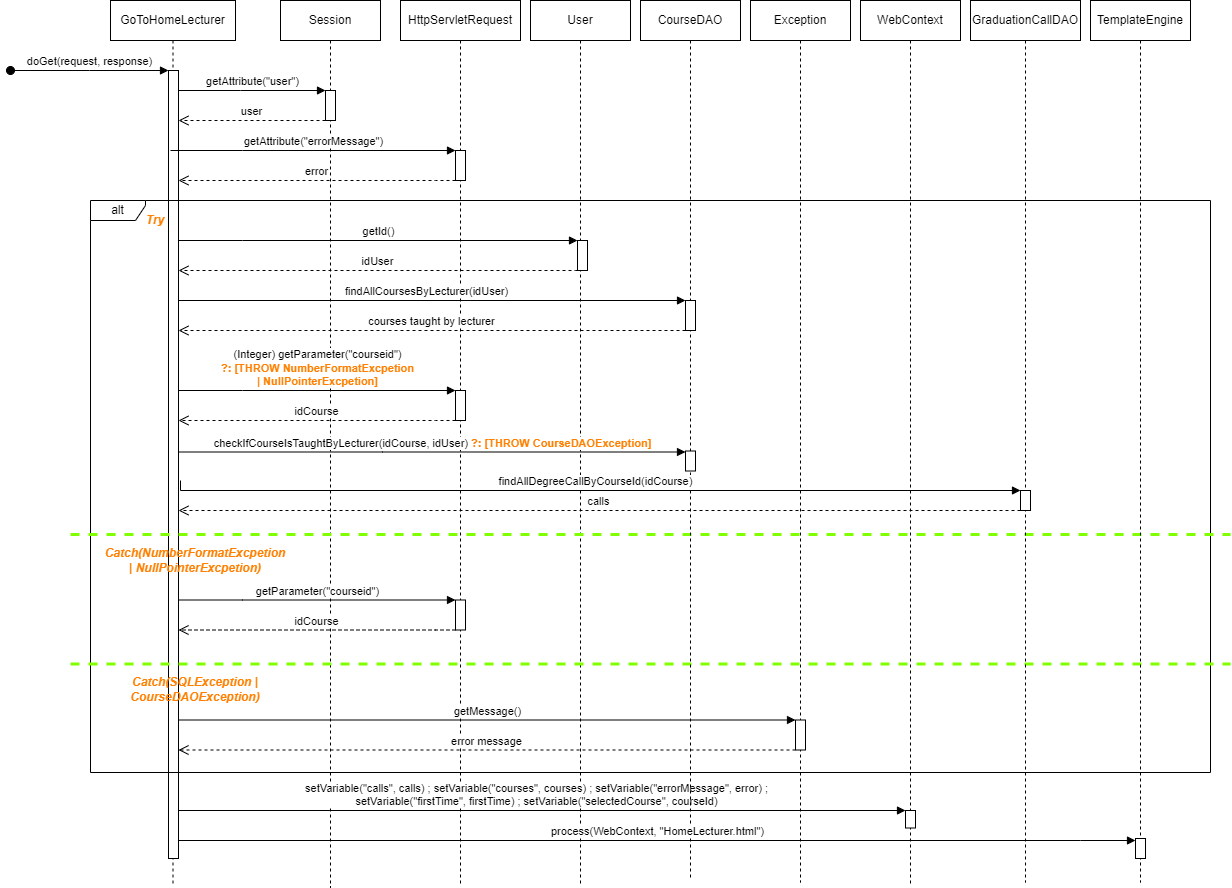 GoToHomeLecturer
Session
HttpServletRequest
User
CourseDAO
Exception
WebContext
GraduationCallDAO
TemplateEngine
doGet(request, response)
getAttribute("user")
user
getAttribute("errorMessage")
error
alt
Try
getId()
idUser
findAllCoursesByLecturer(idUser)
courses taught by lecturer
(Integer) getParameter("courseid")
?: [THROW NumberFormatExcpetion
| NullPointerExcpetion]
idCourse
checkIfCourseIsTaughtByLecturer(idCourse, idUser) ?: [THROW CourseDAOException]
findAllDegreeCallByCourseId(idCourse)
calls
Catch(NumberFormatExcpetion
| NullPointerExcpetion)
getParameter("courseid")
idCourse
Catch(SQLException |
CourseDAOException)
getMessage()
error message
setVariable("calls", calls) ; setVariable("courses", courses) ; setVariable("errorMessage", error) ;
setVariable("firstTime", firstTime) ; setVariable("selectedCourse", courseId)
process(WebContext, "HomeLecturer.html")